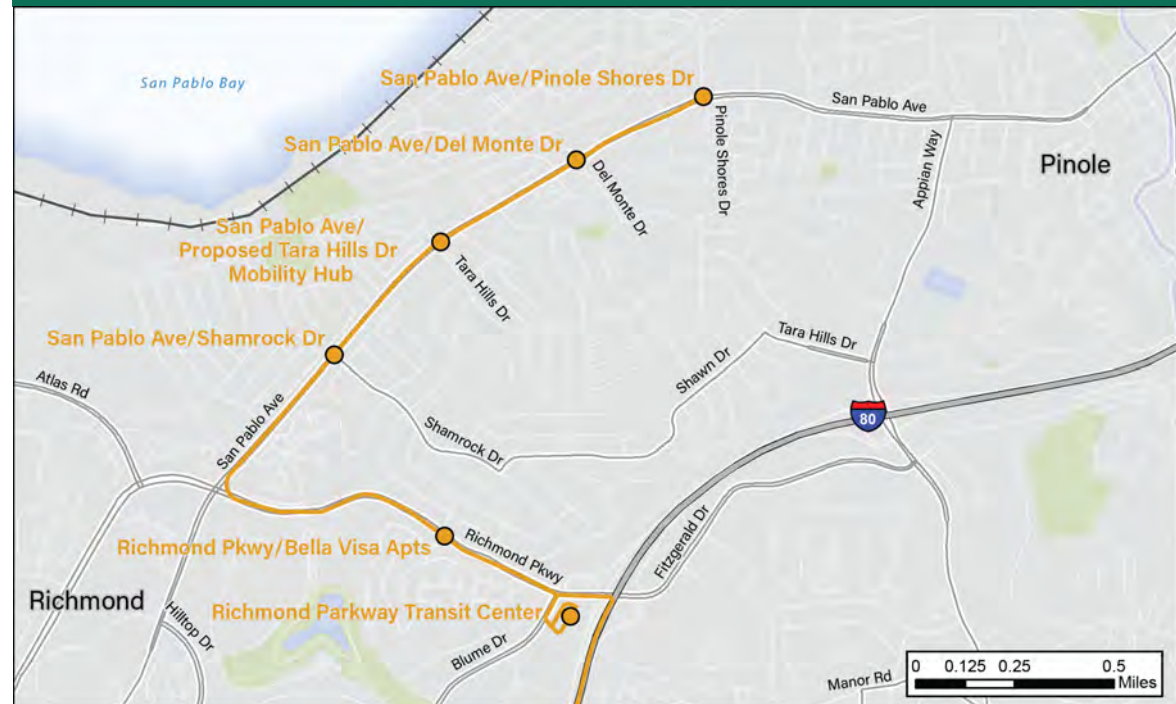 San Pablo Bay
San Pablo Ave/Pinole Shores Dr
San Pablo Ave
Pinole Shores Dr
Appian Way
Pinole
San Pablo Ave/Del Monte Dr
Del Monte Dr
San Pablo Ave/
Proposed Tara Hills Dr
Mobility Hub
Tara Hills Dr
San Pablo Ave/Shamrock Dr
Tara Hills Dr
Shawn Dr
Atlas Rd
San Pablo Ave
Shamrock Dr
80
Fitzgerald Dr
Richmond Pkwy/Bella Visa Apts
Richmond Pkwy
Richmond
Richmond Parkway Transit Center
Hilltop Dr
Blume Dr
Manor Rd
0 0.125 0.25 0.5
Miles